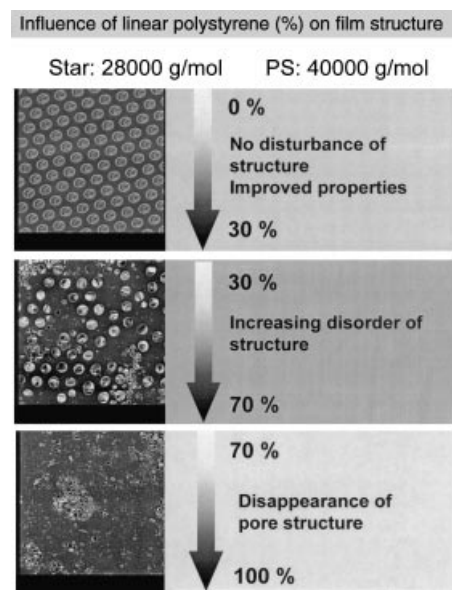 Influence of linear polystyrene (%) on film structure
Star: 28000 g/mol PS: 40000 g/mol
0 %
No disturbance of
structure
Improved properties
30 %
30 %
Increasing disorder of
structure
70 %
70 %
Disappearance of
pore structure
100 %